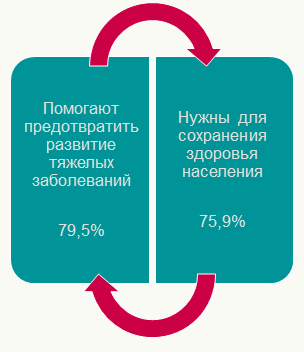 Помогают
предотвратить
развитие
тяжелых
заболеваний
79,5%
Нужны для
сохранения
здоровья
населения
75,9%